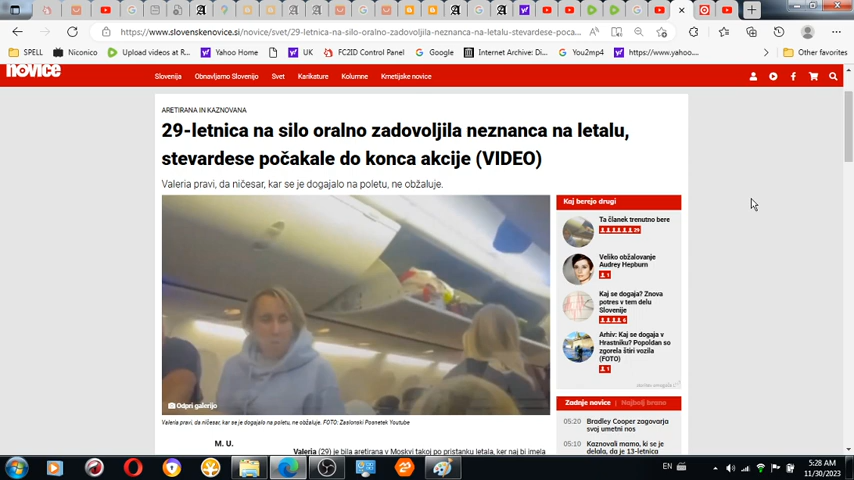 https://www.slovenskenovice.si/novice/svet/29-letnica-na-silo-oralno-zadovoljila-neznanca-na-letalu-stevardese-poca...
SPELL
Niconico
Upload videos at R...
Yahoo Home
UK
FC2ID Control Panel
Google
Internet Archive: Di...
You2mp4
https://www.yahoo....
Other favorites
novice
Slovenija
Obnavljamo Slovenijo
Svet
Karikature
Kolumne
Kmetijske novice
ARETIRANA IN KAZNOVANA
29-letnica na silo oralno zadovoljila neznanca na letalu,
stevardese počakale do konca akcije (VIDEO)
Valeria pravi, da ničesar, kar se je dogajalo na poletu, ne obžaluje.
Odpri galerijo
Valeria pravi, da ničesar, kar se je dogajalo na poletu, ne obžaluje. FOTO: Zaslonski Posnetek Youtube
M. U.
Valeria (29) je bila aretirana v Moskvi takoj po pristanku letala, ker naj bi imela
Kaj berejo drugi
Ta članek trenutno bere
29
Veliko obžalovanje
Audrey Hepburn
1
Kaj se dogaja? Znova
potres v tem delu
Slovenije
6
Arhiv: Kaj se dogaja v
Hrastniku? Popoldan so
zgorela štiri vozila
(FOTO)
1
Zadnje novice
Najbolj brano
05:20
Bradley Cooper zagovarja
svoj umetni nos
05:10
Kaznovali mamo, ki se je
delala, da je 13-letnica
EN
5:28 AM
11/30/2023